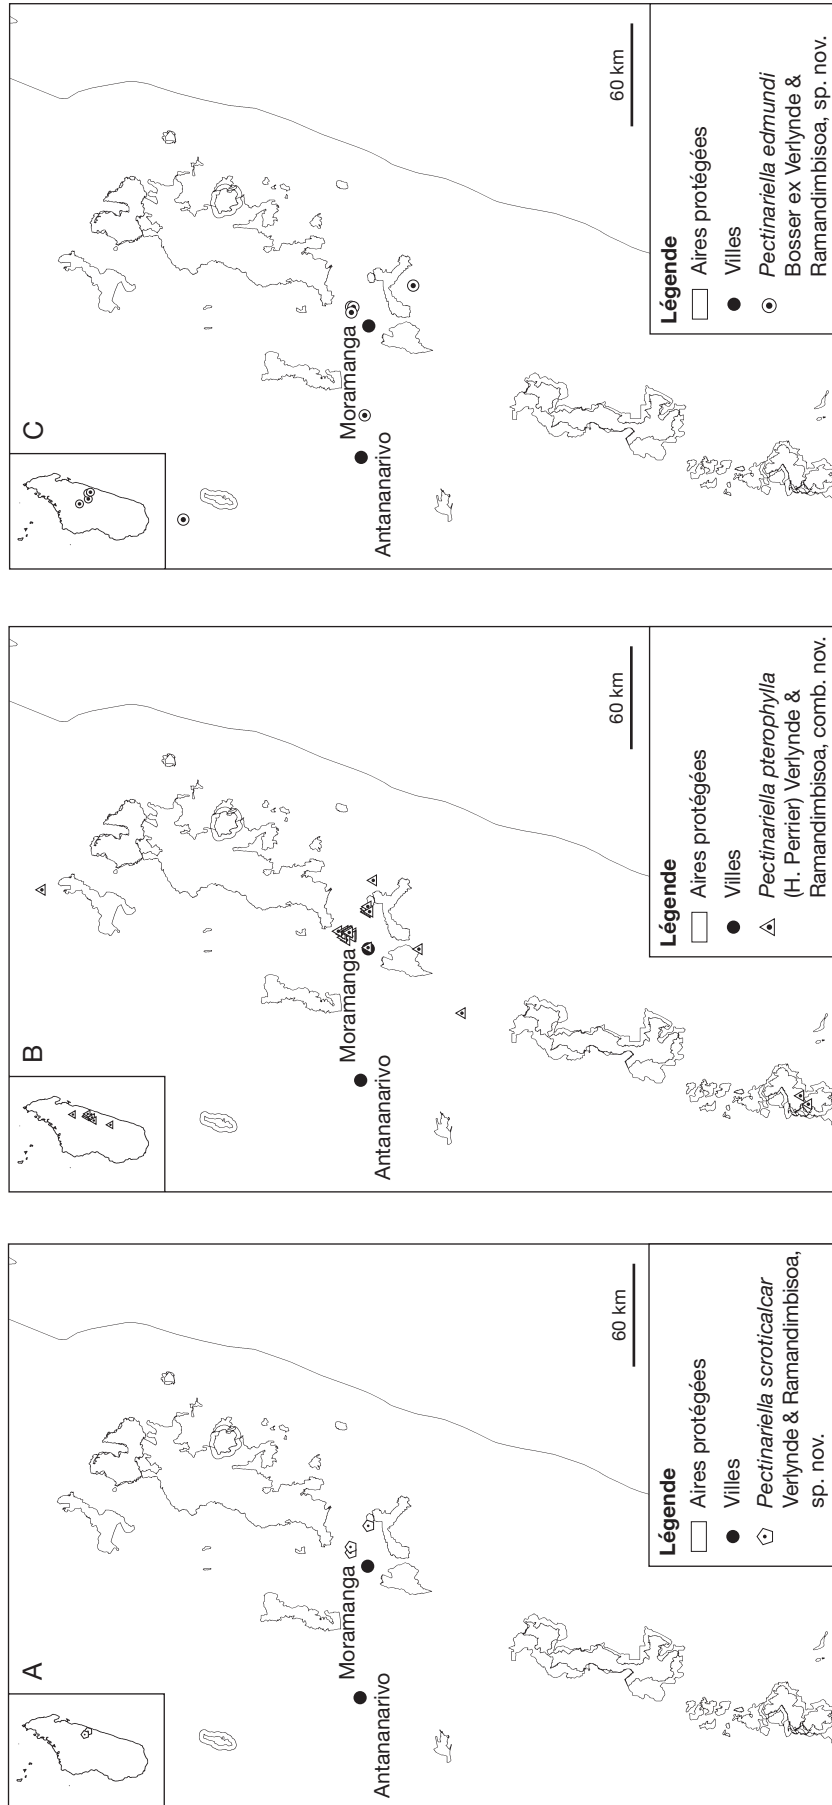 A
Moramanga
Antananarivo
60 km
Légende
Aires protégées
Villes
Pectinariella scroticalcar
Verlynde & Ramandimbisoa,
sp. nov.
B
Moramanga
Antananarivo
60 km
Légende
Aires protégées
Villes
Pectinariella pterophylla
(H. Perrier) Verlynde &
Ramandimbisoa, comb. nov.
C
Moramanga
Antananarivo
60 km
Légende
Aires protégées
Villes
Pectinariella edmundi
Bosser ex Verlynde &
Ramandimbisoa, sp. nov.